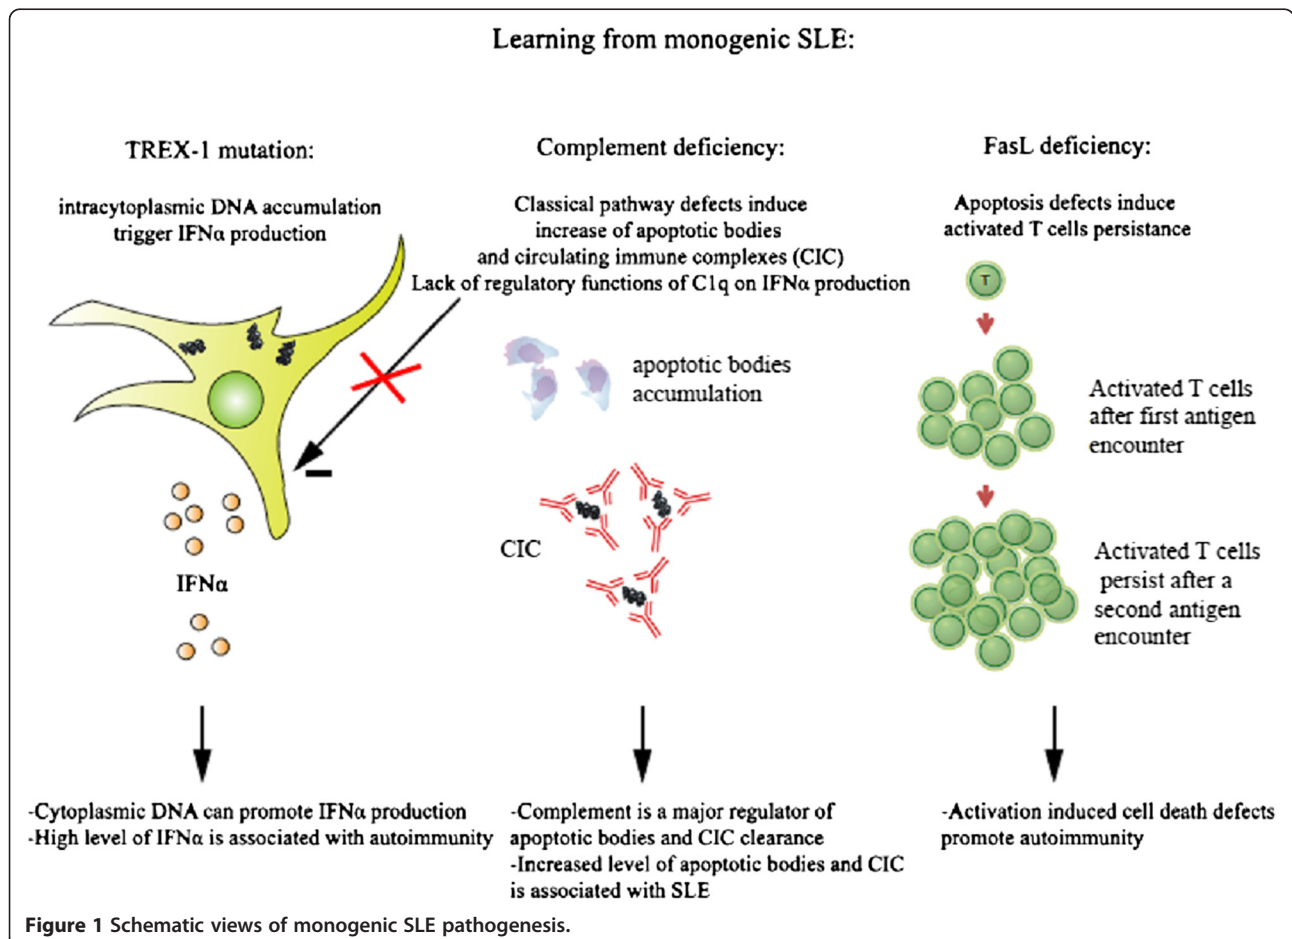 Learning from monogenic SLE:
TREX-1 mutation:
intracytoplasmic DNA accumulation
trigger IFNα production
IFNα
-Cytoplasmic DNA can promote IFNα production
-High level of IFNα is associated with autoimmunity
Complement deficiency:
Classical pathway defects induce
increase of apoptotic bodies
and circulating immune complexes (CIC)
Lack of regulatory functions of C1q on IFNα production
–
apoptotic bodies
accumulation
CIC
-Complement is a major regulator of
apoptotic bodies and CIC clearance
-Increased level of apoptotic bodies and CIC
is associated with SLE
FasL deficiency:
Apoptosis defects induce
activated T cells persistance
T
Activated T cells
after first antigen
encounter
Activated T cells
persist after a
second antigen
encounter
-Activation induced cell death defects
promote autoimmunity
Figure 1 Schematic views of monogenic SLE pathogenesis.